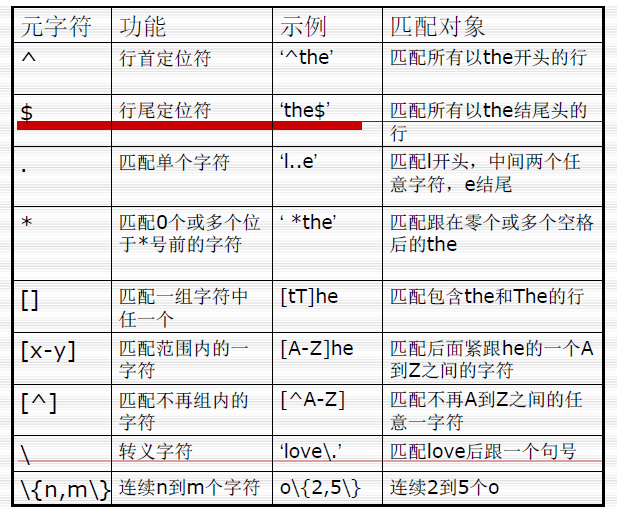 元字符 功能 示例 匹配对象
^ 行首定位符 ‘^the’ 匹配所有以the开头的行
$ 行尾定位符 ‘the$’ 匹配所有以the结尾头的
行
. 匹配单个字符 ‘l..e’ 匹配l开头，中间两个任
意字符，e结尾
* 匹配0个或多个位 ‘ *the’ 匹配跟在零个或多个空格
于*号前的字符 后的the
[] 匹配一组字符中 [tT]he 匹配包含the和The的行
任一个
[x-y] 匹配范围内的一 [A-Z]he 匹配后面紧跟he的一个A
字符 到Z之间的字符
[^] 匹配不再组内的 [^A-Z] 匹配不再A到Z之间的任
字符 意一字符
\ 转义字符 ‘love\.’ 匹配love后跟一个句号
\{n,m\} 连续n到m个字符 o\{2,5\} 连续2到5个o